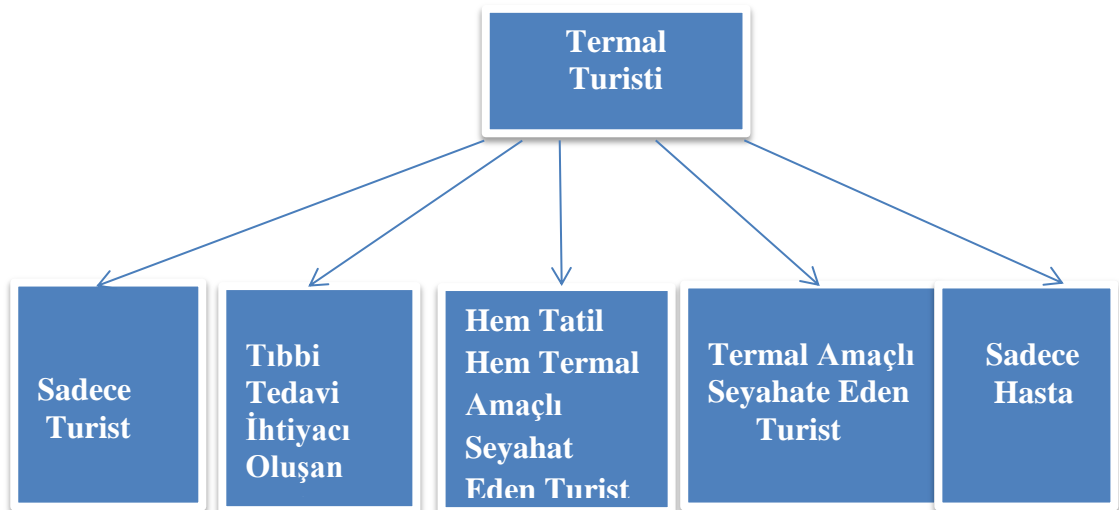 Termal
Turisti
Sadece
Turist
Tıbbi
Tedavi
İhtiyacı
Oluşan
Hem Tatil
Hem Termal
Amaçlı
Seyahat
Eden Turist
Termal Amaçlı
Seyahate Eden
Turist
Sadece
Hasta